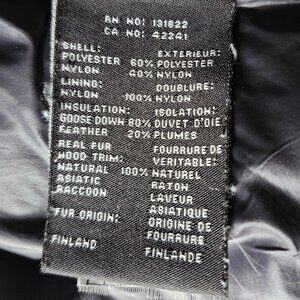 RN NO: 131822
CA NO: 42241
SHELL: EXTERIEUR:
POLYESTER 60% POLYESTER
NYLON 40% NYLON
LINING: DOUBLURE:
NYLON 100% NYLON
INSULATION: ISOLATION:
GOOSE DOWN 80% DUVET D'OIE
FEATHER 20% PLUMES
REAL FUR FOURRURE DE
HOOD TRIM: VERITABLE:
NATURAL 100% NATUREL
ASIATIC RATON
RACCOON LAVEUR
ASIATIQUE
FUR ORIGIN: ORIGINE DE
FOURRURE
FINLAND FINLANDE